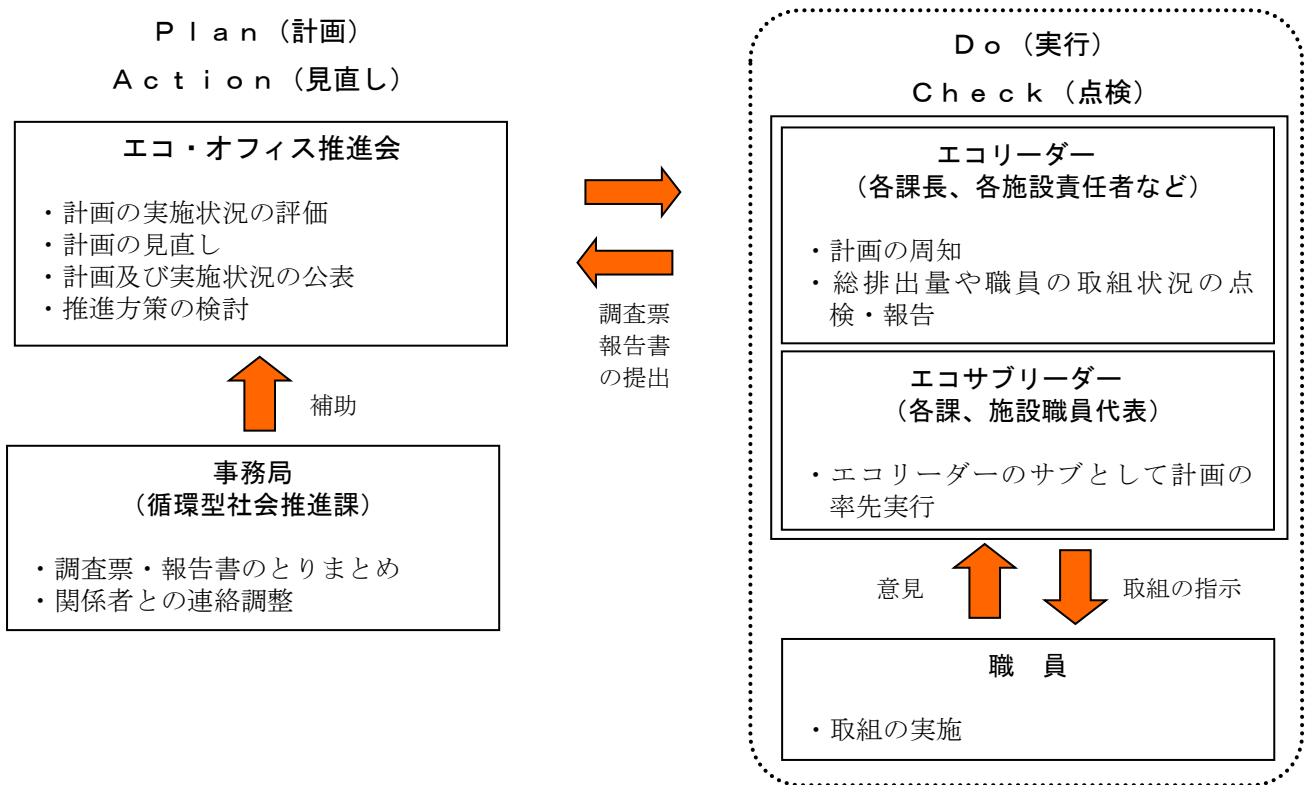 Ｐｌａｎ（計画）
Ａｃｔｉｏｎ（見直し）
エコ・オフィス推進会
・計画の実施状況の評価
・計画の見直し
・計画及び実施状況の公表
・推進方策の検討
補助
事務局
（循環型社会推進課）
・調査票・報告書のとりまとめ
・関係者との連絡調整
調査票
報告書
の提出
Ｄｏ（実行）
Ｃｈｅｃｋ（点検）
エコリーダー
（各課長、各施設責任者など）
・計画の周知
・総排出量や職員の取組状況の点
検・報告
エコサブリーダー
（各課、施設職員代表）
・エコリーダーのサブとして計画の
率先実行
意見
取組の指示
職　員
・取組の実施